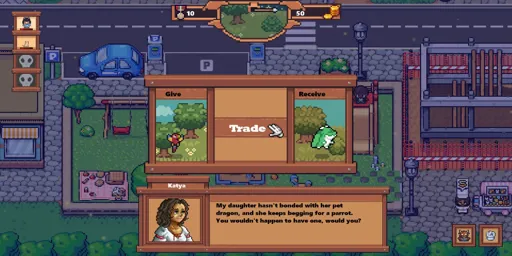 10
50
P
P
Give
Receive
Trade
Katya
My daughter hasn't bonded with her pet
dragon, and she keeps begging for a parrot.
You wouldn't happen to have one, would you?